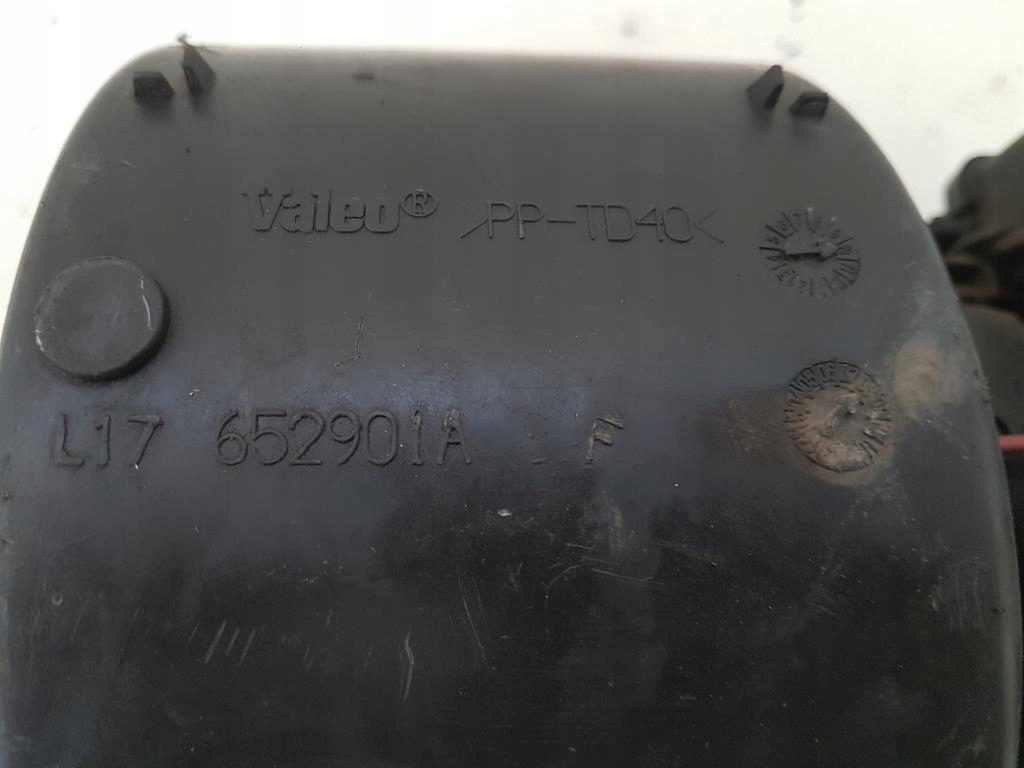 Valeo® >PP-TD40<
L17 652901A F